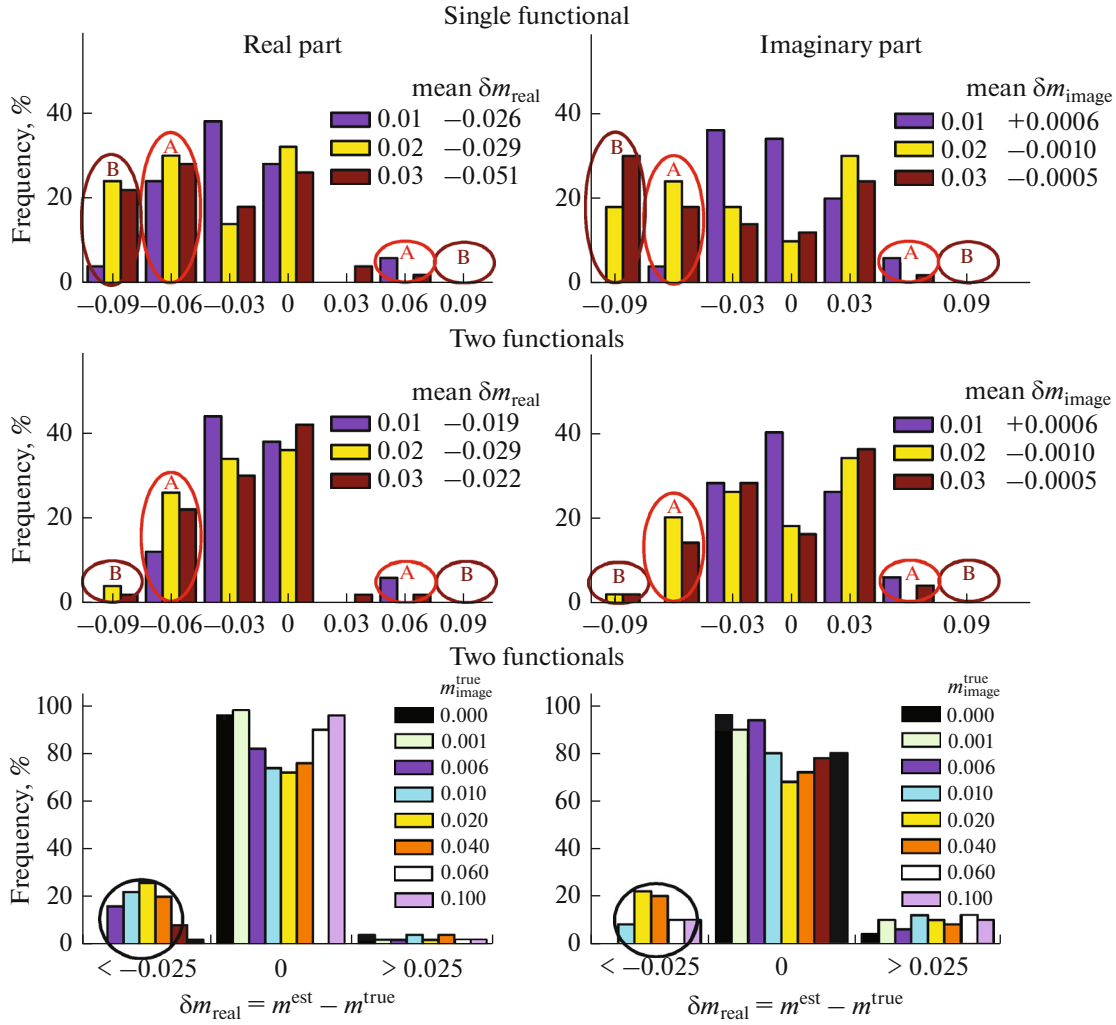 Single functional
Real part
Imaginary part
Frequency, %
40
20
0
mean δm_real
0.01 −0.026
0.02 −0.029
0.03 −0.051
B
A
A
B
−0.09 −0.06 −0.03 0 0.03 0.06 0.09
mean δm_image
0.01 +0.0006
0.02 −0.0010
0.03 −0.0005
B
A
A
B
−0.09 −0.03 0 0.03 0.09
Two functionals
Frequency, %
40
20
0
mean δm_real
0.01 −0.019
0.02 −0.029
0.03 −0.022
B
A
A
B
−0.09 −0.06 −0.03 0 0.03 0.06 0.09
40
20
0
mean δm_image
0.01 +0.0006
0.02 −0.0010
0.03 −0.0005
B
A
A
B
−0.09 −0.03 0 0.03 0.09
Two functionals
Frequency, %
100
80
60
40
20
0
m_image^true
0.000
0.001
0.006
0.010
0.020
0.040
0.060
0.100
< −0.025 0 > 0.025
δm_real = m^est − m^true
Frequency, %
100
80
60
40
20
0
m_image^true
0.000
0.001
0.006
0.010
0.020
0.040
0.060
0.100
< −0.025 0 > 0.025
δm_real = m^est − m^true